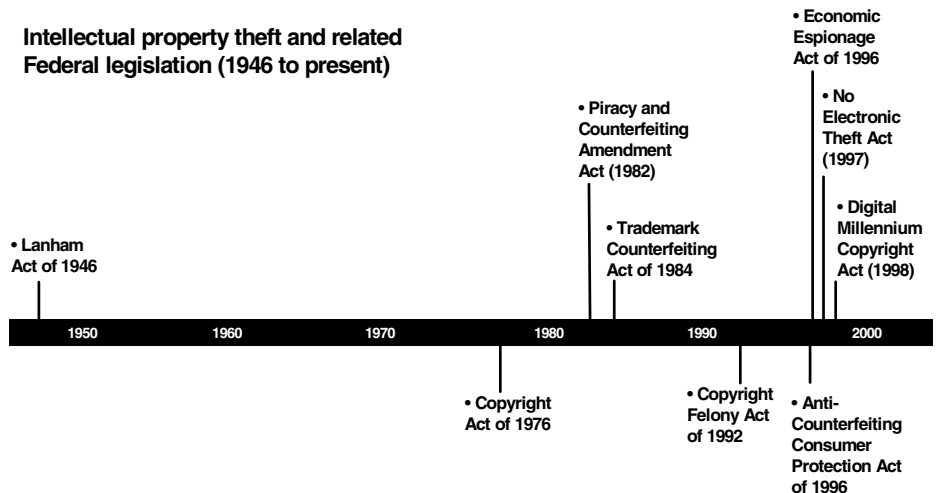 Intellectual property theft and related
Federal legislation (1946 to present)
• Economic
Espionage
Act of 1996
• No
Electronic
Theft Act
(1997)
• Piracy and
Counterfeiting
Amendment
Act (1982)
• Digital
Millennium
Copyright
Act (1998)
• Trademark
Counterfeiting
Act of 1984
• Lanham
Act of 1946
1950 1960 1970 1980 1990 2000
• Copyright
Act of 1976
• Copyright
Felony Act
of 1992
• Anti-
Counterfeiting
Consumer
Protection Act
of 1996